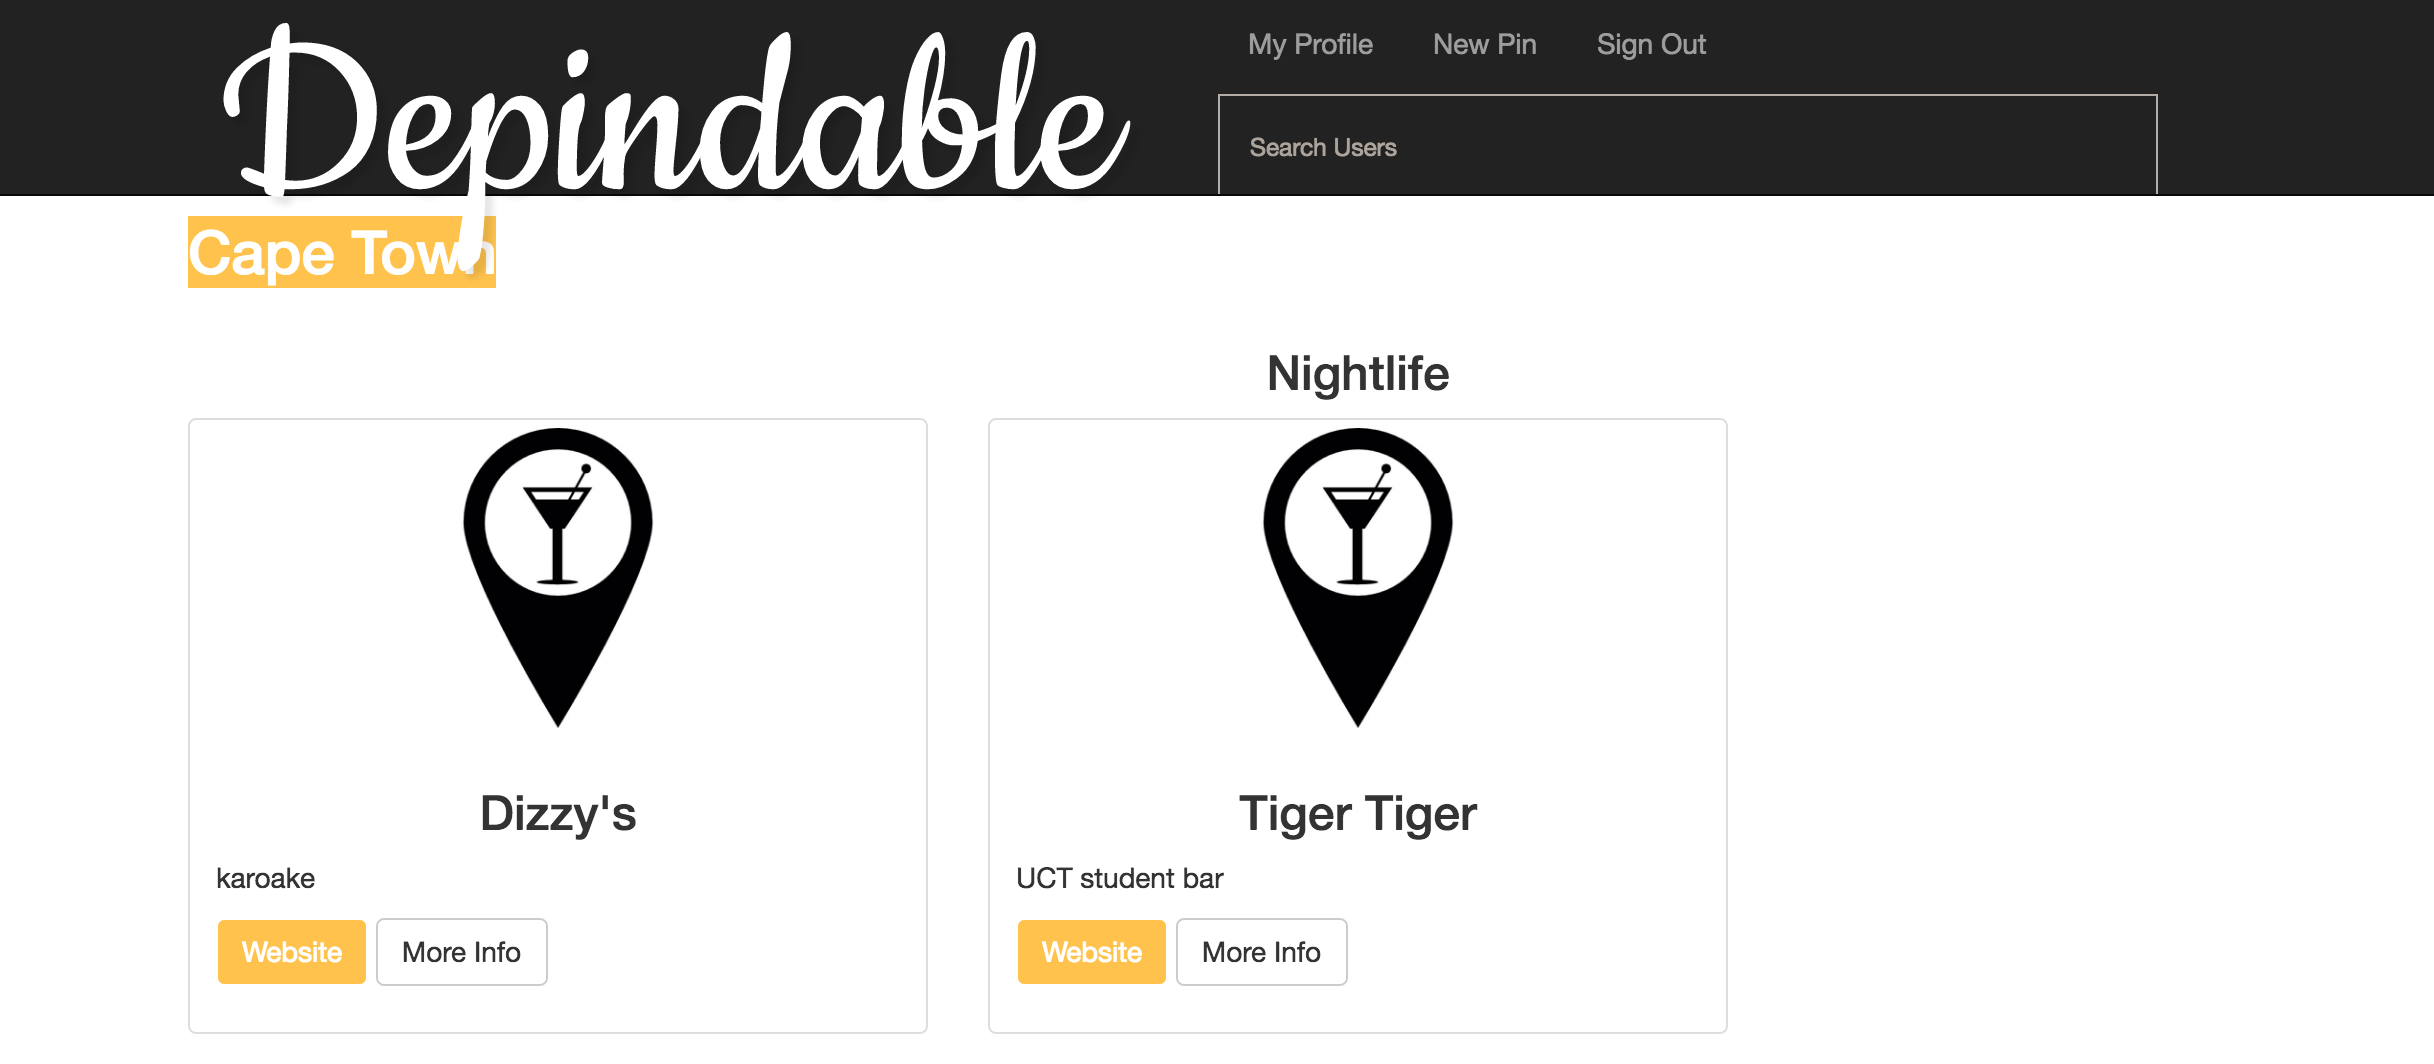 Depindable
My Profile New Pin Sign Out
Search Users
Cape Town
Nightlife
Dizzy's
karoake
Website More Info
Tiger Tiger
UCT student bar
Website More Info